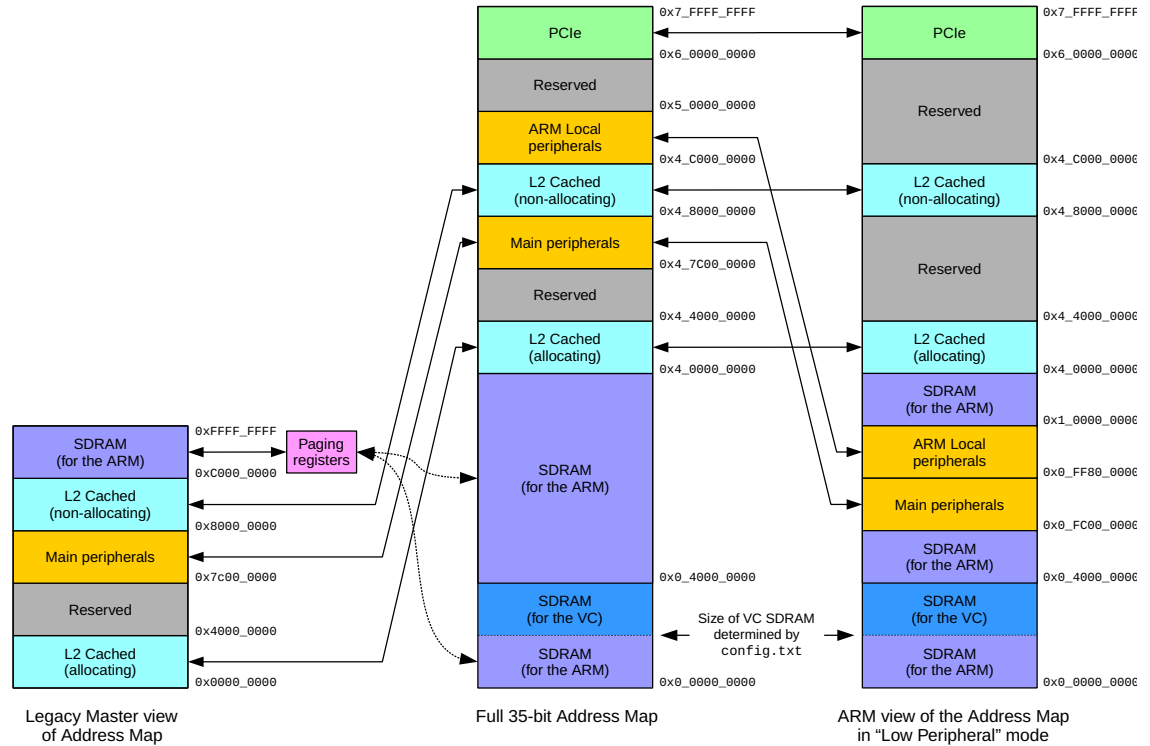 0xFFFF_FFFF
SDRAM
(for the ARM)
0xC000_0000
L2 Cached
(non-allocating)
0x8000_0000
Main peripherals
0x7c00_0000
Reserved
0x4000_0000
L2 Cached
(allocating)
0x0000_0000
Legacy Master view
of Address Map
Paging
registers
0x7_FFFF_FFFF
PCIe
0x6_0000_0000
Reserved
0x5_0000_0000
ARM Local
peripherals
0x4_C000_0000
L2 Cached
(non-allocating)
0x4_8000_0000
Main peripherals
0x4_7C00_0000
Reserved
0x4_4000_0000
L2 Cached
(allocating)
0x4_0000_0000
SDRAM
(for the ARM)
0x0_4000_0000
SDRAM
(for the VC)
SDRAM
(for the ARM)
0x0_0000_0000
Full 35-bit Address Map
Size of VC SDRAM
determined by
config.txt
0x7_FFFF_FFFF
PCIe
0x6_0000_0000
Reserved
0x4_C000_0000
L2 Cached
(non-allocating)
0x4_8000_0000
Reserved
0x4_4000_0000
L2 Cached
(allocating)
0x4_0000_0000
SDRAM
(for the ARM)
0x1_0000_0000
ARM Local
peripherals
0x0_FF80_0000
Main peripherals
0x0_FC00_0000
SDRAM
(for the ARM)
0x0_4000_0000
SDRAM
(for the VC)
SDRAM
(for the ARM)
0x0_0000_0000
ARM view of the Address Map
in “Low Peripheral” mode